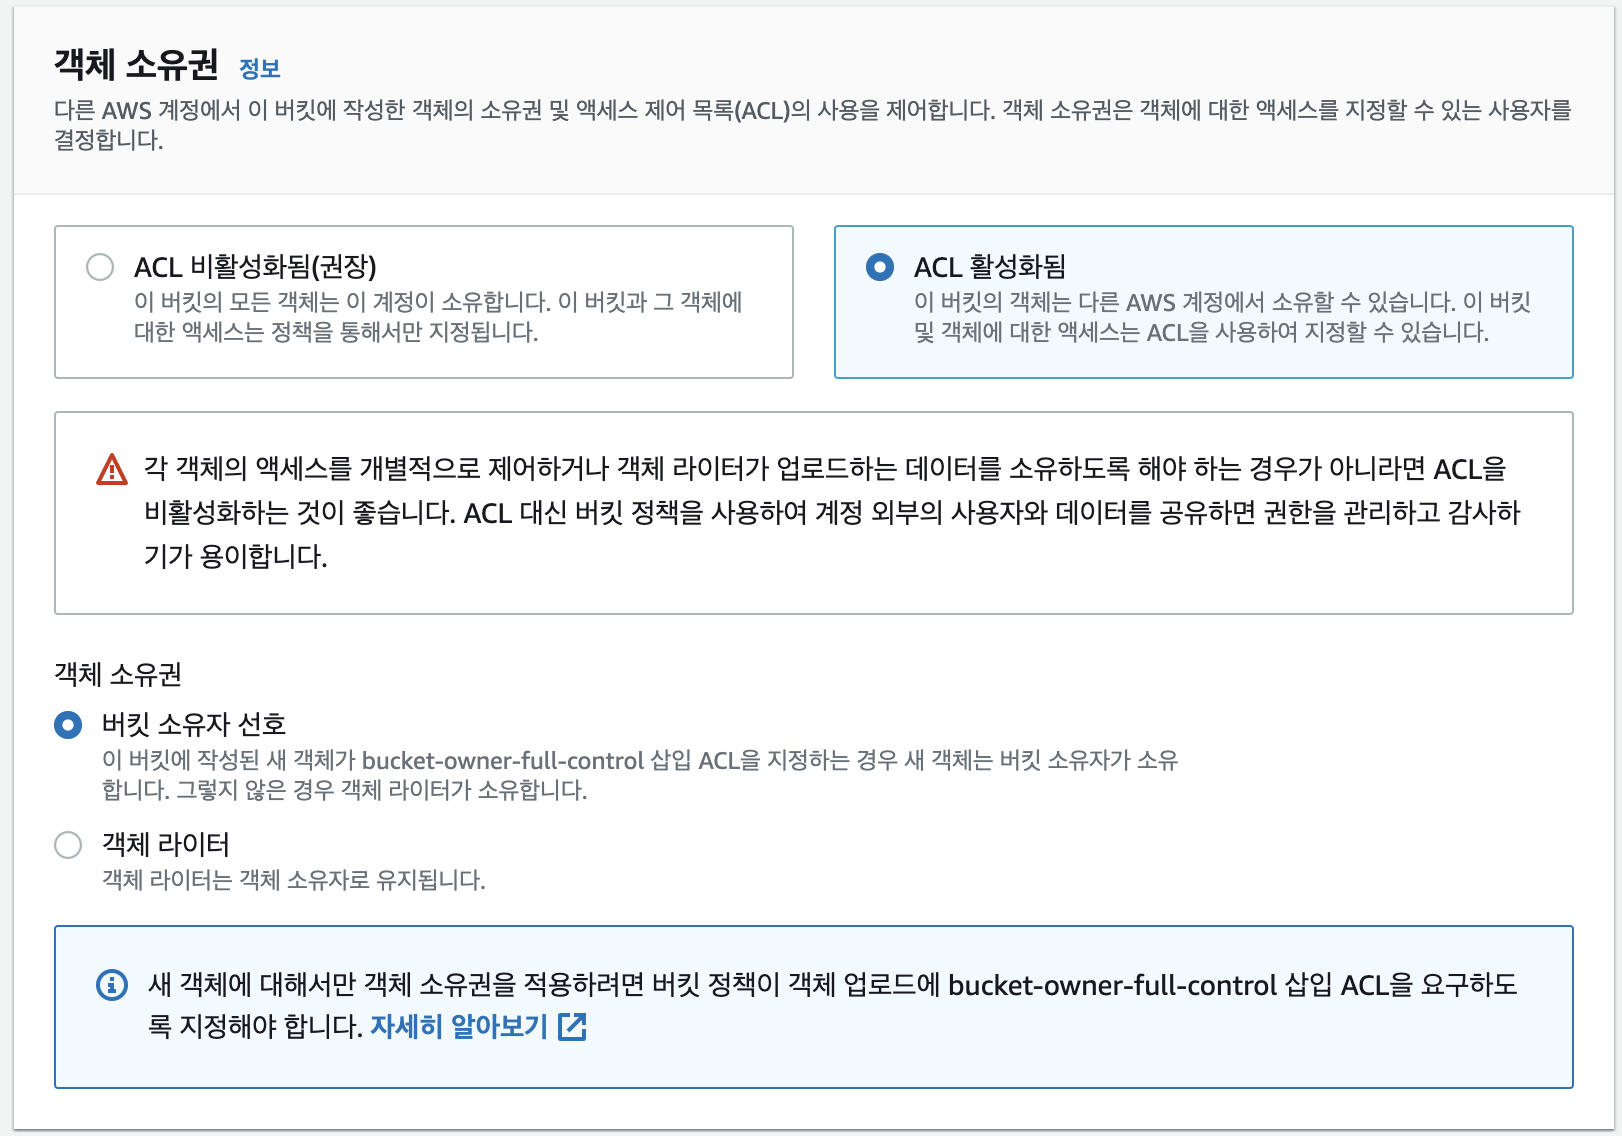 객체 소유권 정보
다른 AWS 계정에서 이 버킷에 작성한 객체의 소유권 및 액세스 제어 목록(ACL)의 사용을 제어합니다. 객체 소유권은 객체에 대한 액세스를 지정할 수 있는 사용자를
결정합니다.
ACL 비활성화됨(권장)
이 버킷의 모든 객체는 이 계정이 소유합니다. 이 버킷과 그 객체에
대한 액세스는 정책을 통해서만 지정됩니다.
ACL 활성화됨
이 버킷의 객체는 다른 AWS 계정에서 소유할 수 있습니다. 이 버킷
및 객체에 대한 액세스는 ACL을 사용하여 지정할 수 있습니다.
각 객체의 액세스를 개별적으로 제어하거나 객체 라이터가 업로드하는 데이터를 소유하도록 해야 하는 경우가 아니라면 ACL을
비활성화하는 것이 좋습니다. ACL 대신 버킷 정책을 사용하여 계정 외부의 사용자와 데이터를 공유하면 권한을 관리하고 감사하
기가 용이합니다.
객체 소유권
버킷 소유자 선호
이 버킷에 작성된 새 객체가 bucket-owner-full-control 삽입 ACL을 지정하는 경우 새 객체는 버킷 소유자가 소유
합니다. 그렇지 않은 경우 객체 라이터가 소유합니다.
객체 라이터
객체 라이터는 객체 소유자로 유지됩니다.
새 객체에 대해서만 객체 소유권을 적용하려면 버킷 정책이 객체 업로드에 bucket-owner-full-control 삽입 ACL을 요구하도
록 지정해야 합니다. 자세히 알아보기